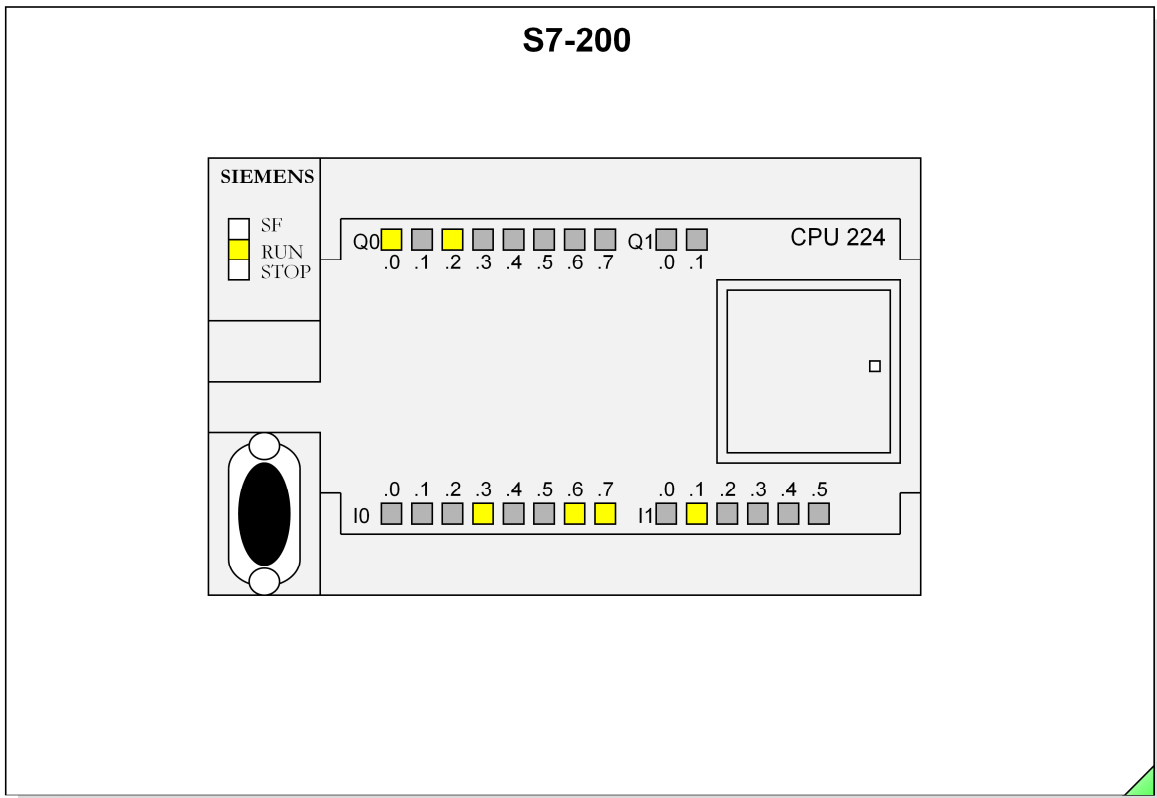 S7-200
SIEMENS
SF
RUN
STOP
Q0
.0 .1 .2 .3 .4 .5 .6 .7
Q1
.0 .1
CPU 224
.0 .1 .2 .3 .4 .5 .6 .7
I0
.0 .1 .2 .3 .4 .5
I1